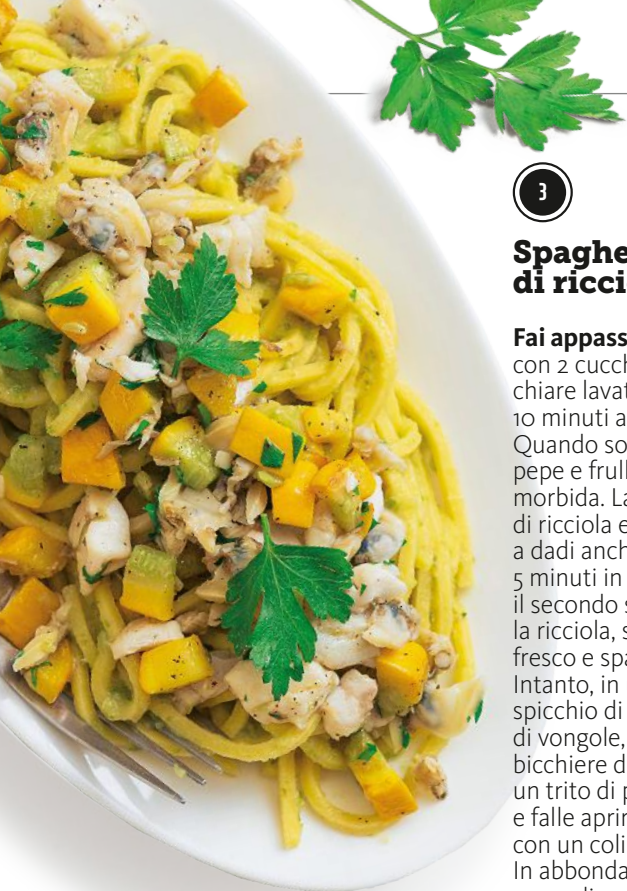 3
Spaghe
di ricci
Fai appass
con 2 cucch
chiare lavat
10 minuti a
Quando so
pepe e frull
morbida. La
di ricciola e
a dadi anch
5 minuti in
il secondo s
la ricciola, s
fresco e spa
Intanto, in
spicchio di
di vongole,
bicchiere d
un trito di p
e falle aprir
con un coli
In abbonda